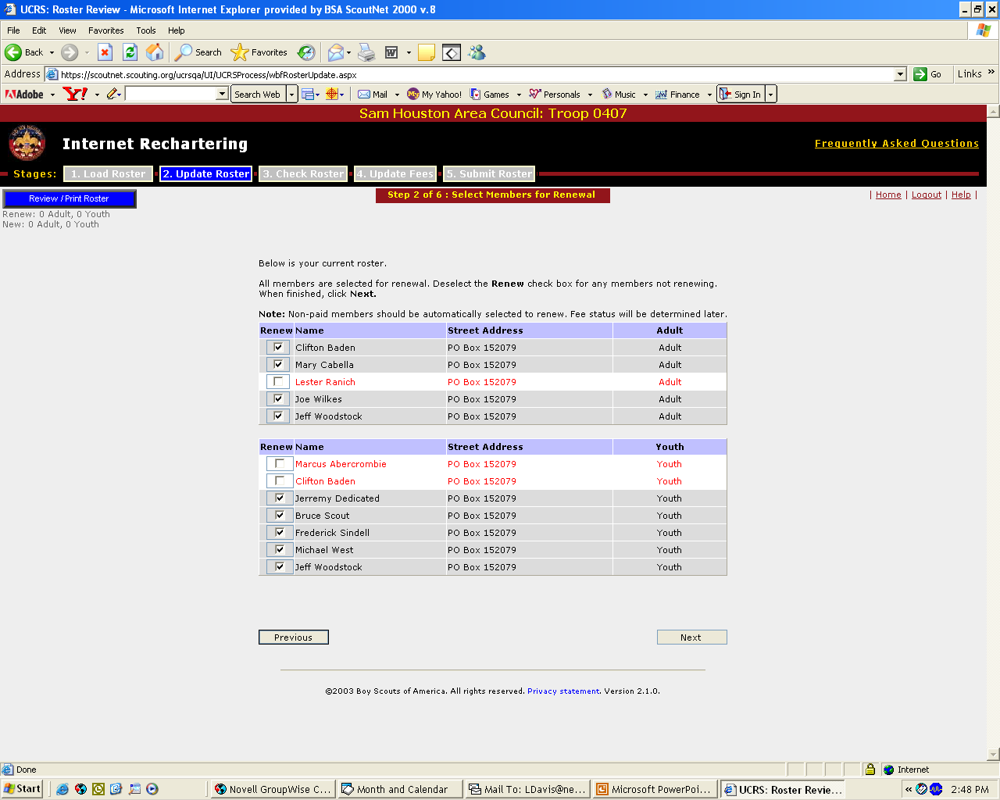 UCRS: Roster Review - Microsoft Internet Explorer provided by BSA ScoutNet 2000 v.8
File Edit View Favorites Tools Help
Back Search Favorites
Address https://scoutnet.scouting.org/ucrsqa/UI/UCRSProcess/wbfRosterUpdate.aspx Go Links »
Adobe Y! Search Web Mail My Yahoo! Games Personals Music Finance Sign In
Sam Houston Area Council: Troop 0407
Internet Rechartering Frequently Asked Questions
Stages: 1. Load Roster 2. Update Roster 3. Check Roster 4. Update Fees 5. Submit Roster
Review / Print Roster Step 2 of 6 : Select Members for Renewal | Home | Logout | Help |
Renew: 0 Adult, 0 Youth
New: 0 Adult, 0 Youth
Below is your current roster.
All members are selected for renewal. Deselect the Renew check box for any members not renewing.
When finished, click Next.
Note: Non-paid members should be automatically selected to renew. Fee status will be determined later.
Renew Name Street Address Adult
Clifton Baden PO Box 152079 Adult
Mary Cabella PO Box 152079 Adult
Lester Ranich PO Box 152079 Adult
Joe Wilkes PO Box 152079 Adult
Jeff Woodstock PO Box 152079 Adult
Renew Name Street Address Youth
Marcus Abercrombie PO Box 152079 Youth
Clifton Baden PO Box 152079 Youth
Jerremy Dedicated PO Box 152079 Youth
Bruce Scout PO Box 152079 Youth
Frederick Sindell PO Box 152079 Youth
Michael West PO Box 152079 Youth
Jeff Woodstock PO Box 152079 Youth
Previous Next
©2003 Boy Scouts of America. All rights reserved. Privacy statement. Version 2.1.0.
Done Internet
Start Novell GroupWise C... Month and Calendar Mail To: LDavis@ne... Microsoft PowerPoi... UCRS: Roster Revie... « 2:48 PM